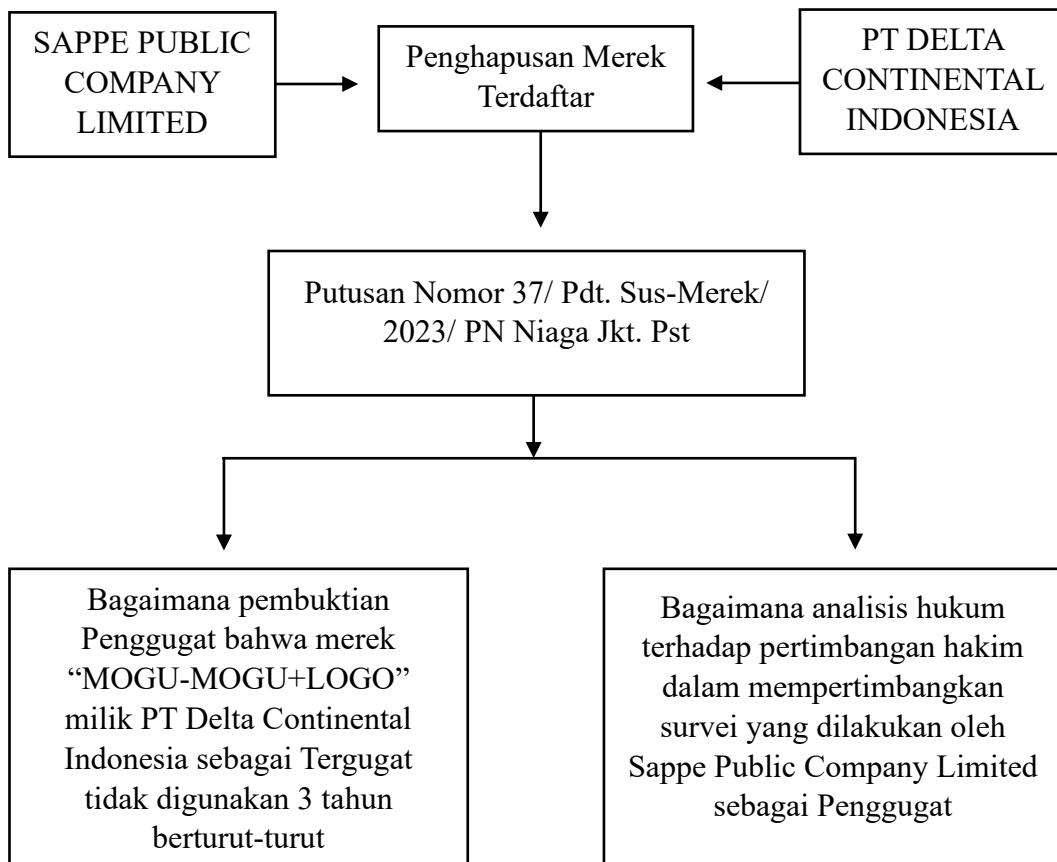 SAPPE PUBLIC
COMPANY
LIMITED
Penghapusan Merek
Terdaftar
PT DELTA
CONTINENTAL
INDONESIA
Putusan Nomor 37/ Pdt. Sus-Merek/
2023/ PN Niaga Jkt. Pst
Bagaimana pembuktian
Penggugat bahwa merek
“MOGU-MOGU+LOGO”
milik PT Delta Continental
Indonesia sebagai Tergugat
tidak digunakan 3 tahun
berturut-turut
Bagaimana analisis hukum
terhadap pertimbangan hakim
dalam mempertimbangkan
survei yang dilakukan oleh
Sappe Public Company Limited
sebagai Penggugat